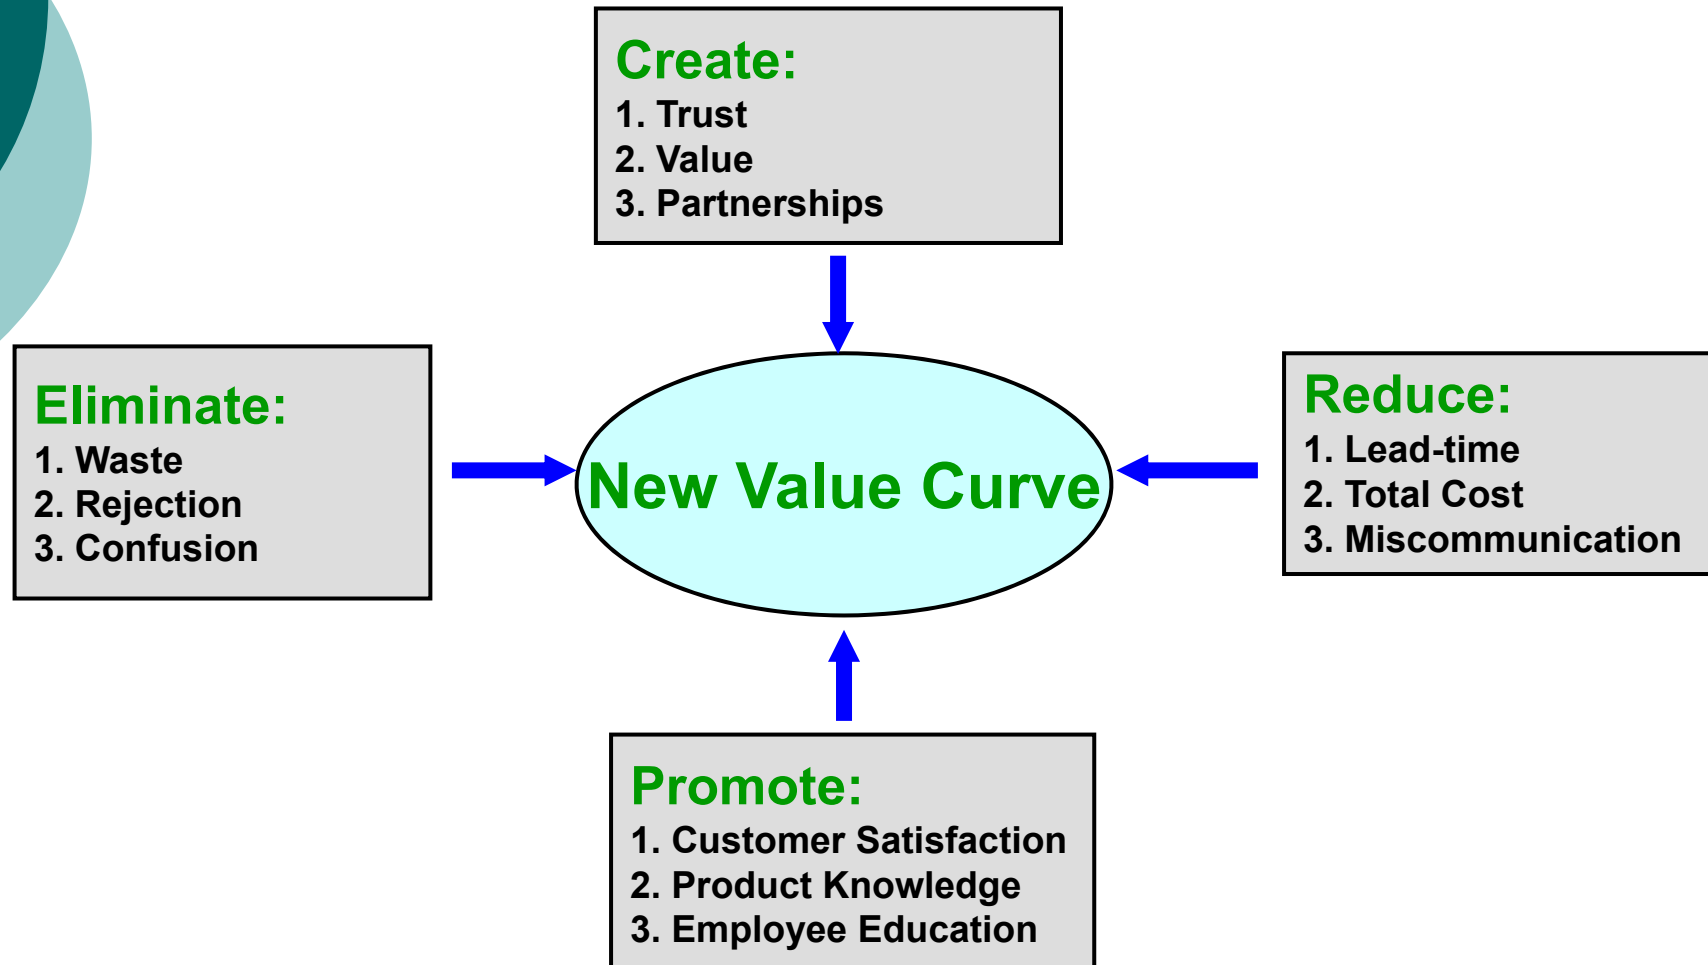 Create:
1. Trust
2. Value
3. Partnerships
Eliminate:
1. Waste
2. Rejection
3. Confusion
New Value Curve
Reduce:
1. Lead-time
2. Total Cost
3. Miscommunication
Promote:
1. Customer Satisfaction
2. Product Knowledge
3. Employee Education